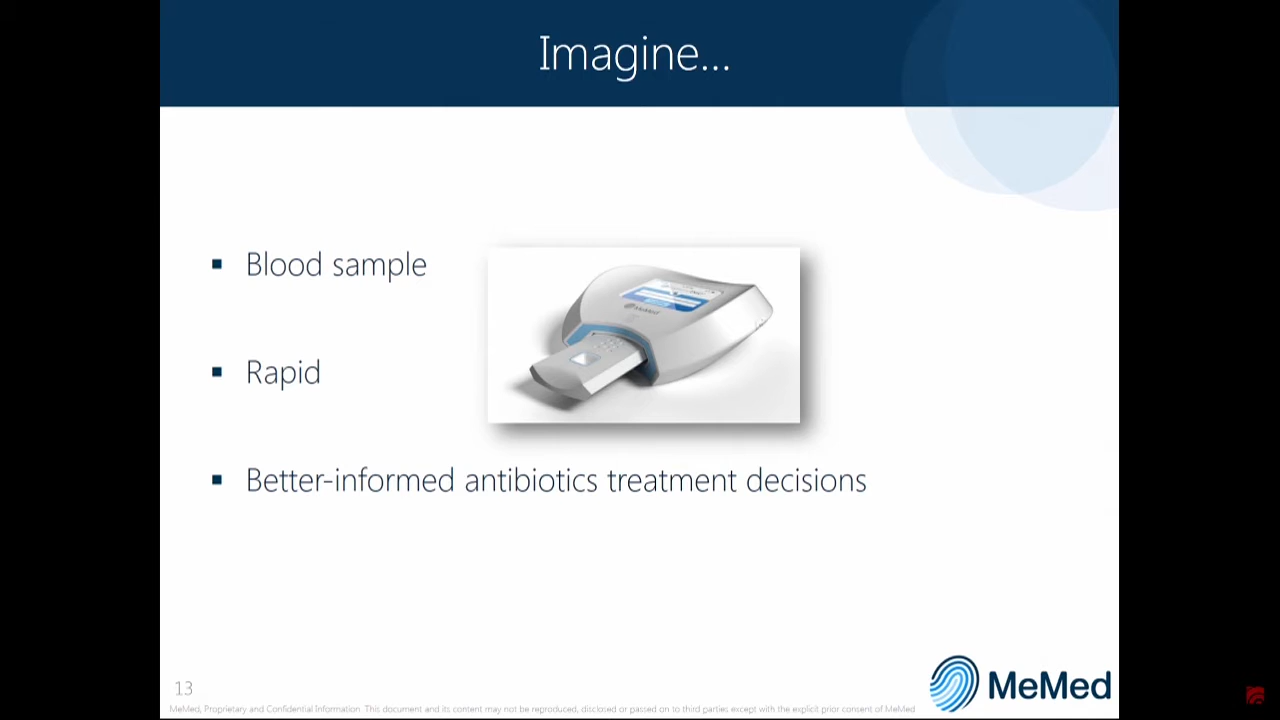 Imagine...
▪ Blood sample
▪ Rapid
▪ Better-informed antibiotics treatment decisions
MeMed
13
MeMed
MeMed, Proprietary and Confidential Information. This document and its content may not be reproduced, disclosed or passed on to third parties except with the explicit prior consent of MeMed